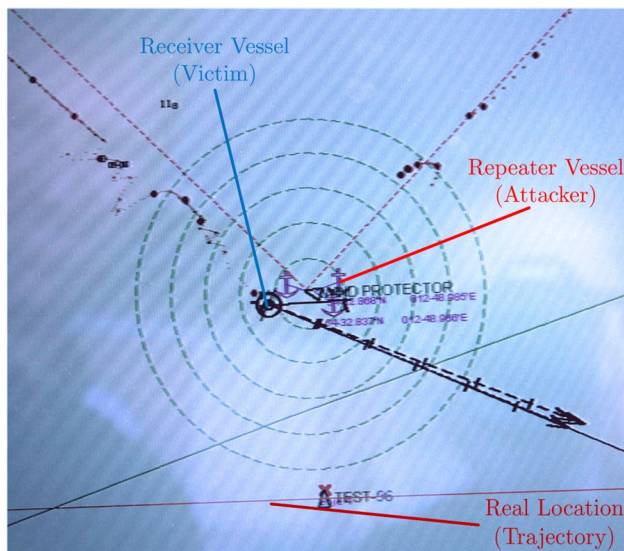 Receiver Vessel
(Victim)
Repeater Vessel
(Attacker)
PROTECTOR
012-48.985'E
-32.837'N 012-48.966'E
TEST-96
Real Location
(Trajectory)